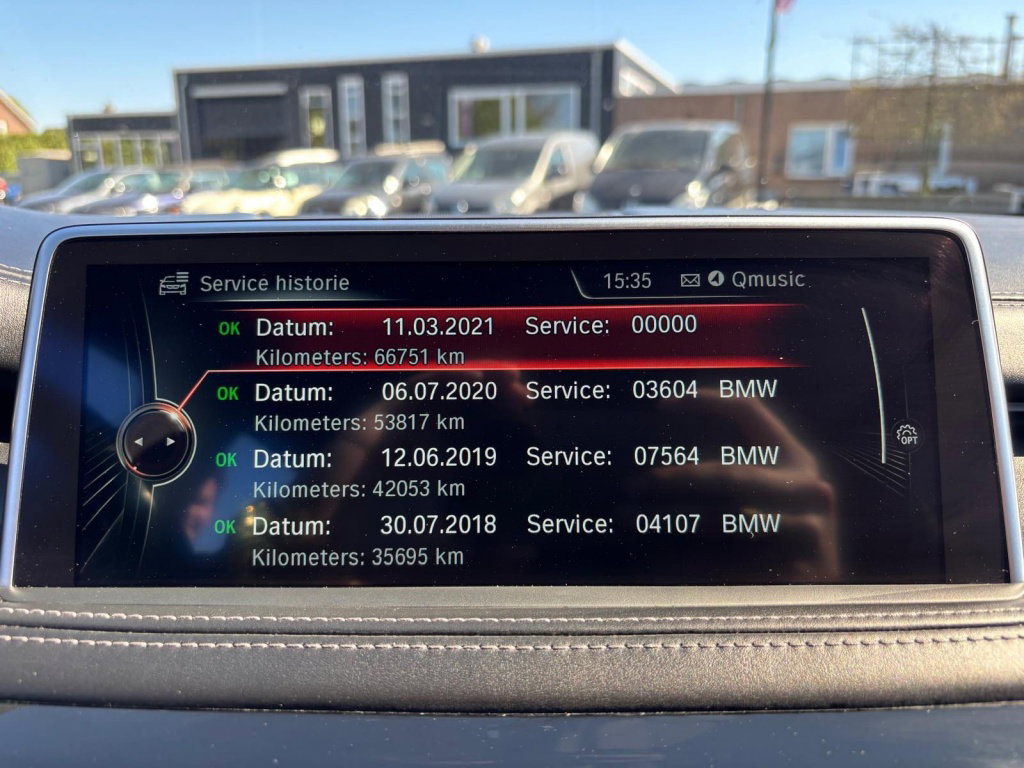 Service historie 15:35 Qmusic
OK Datum: 11.03.2021 Service: 00000
Kilometers: 66751 km
OK Datum: 06.07.2020 Service: 03604 BMW
Kilometers: 53817 km
OK Datum: 12.06.2019 Service: 07564 BMW
Kilometers: 42053 km
OPT
OK Datum: 30.07.2018 Service: 04107 BMW
Kilometers: 35695 km